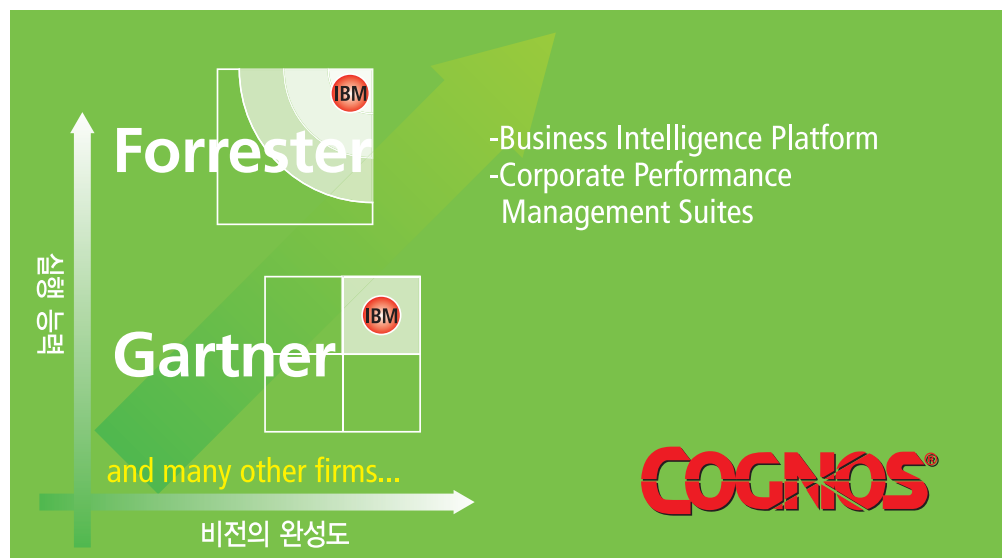 IBM
Forrester
-Business Intelligence Platform
-Corporate Performance
Management Suites
실행 능력
IBM
Gartner
and many other firms...
비전의 완성도
COGNOS®